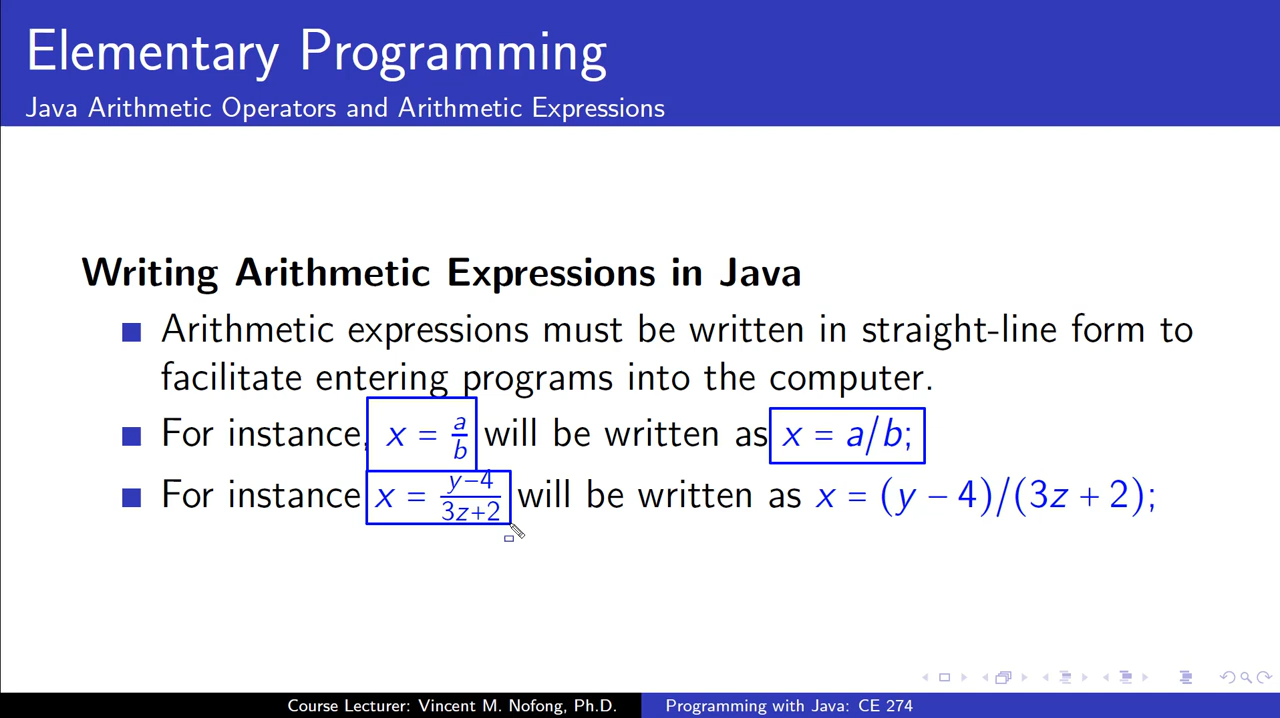 Elementary Programming
Java Arithmetic Operators and Arithmetic Expressions
Writing Arithmetic Expressions in Java
Arithmetic expressions must be written in straight-line form to
facilitate entering programs into the computer.
For instance, x = a/b will be written as x = a/b;
For instance x = y−4/3z+2 will be written as x = (y − 4)/(3z + 2);
Course Lecturer: Vincent M. Nofong, Ph.D. Programming with Java: CE 274